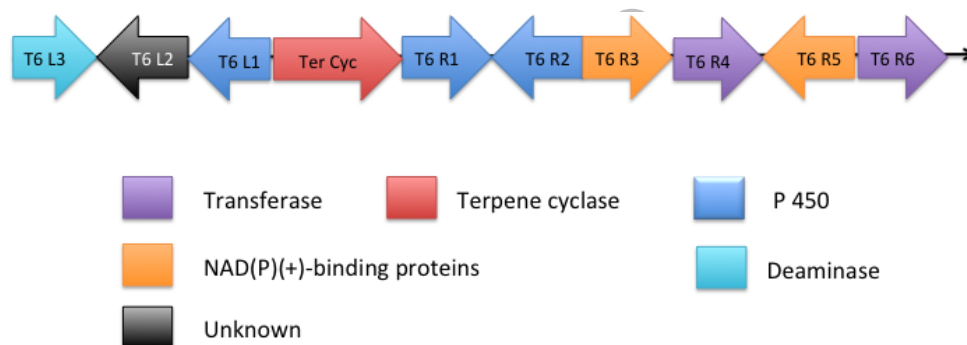 T6 L3 T6 L2 T6 L1 Ter Cyc T6 R1 T6 R2 T6 R3 T6 R4 T6 R5 T6 R6
Transferase Terpene cyclase P 450
NAD(P)(+)-binding proteins Deaminase
Unknown